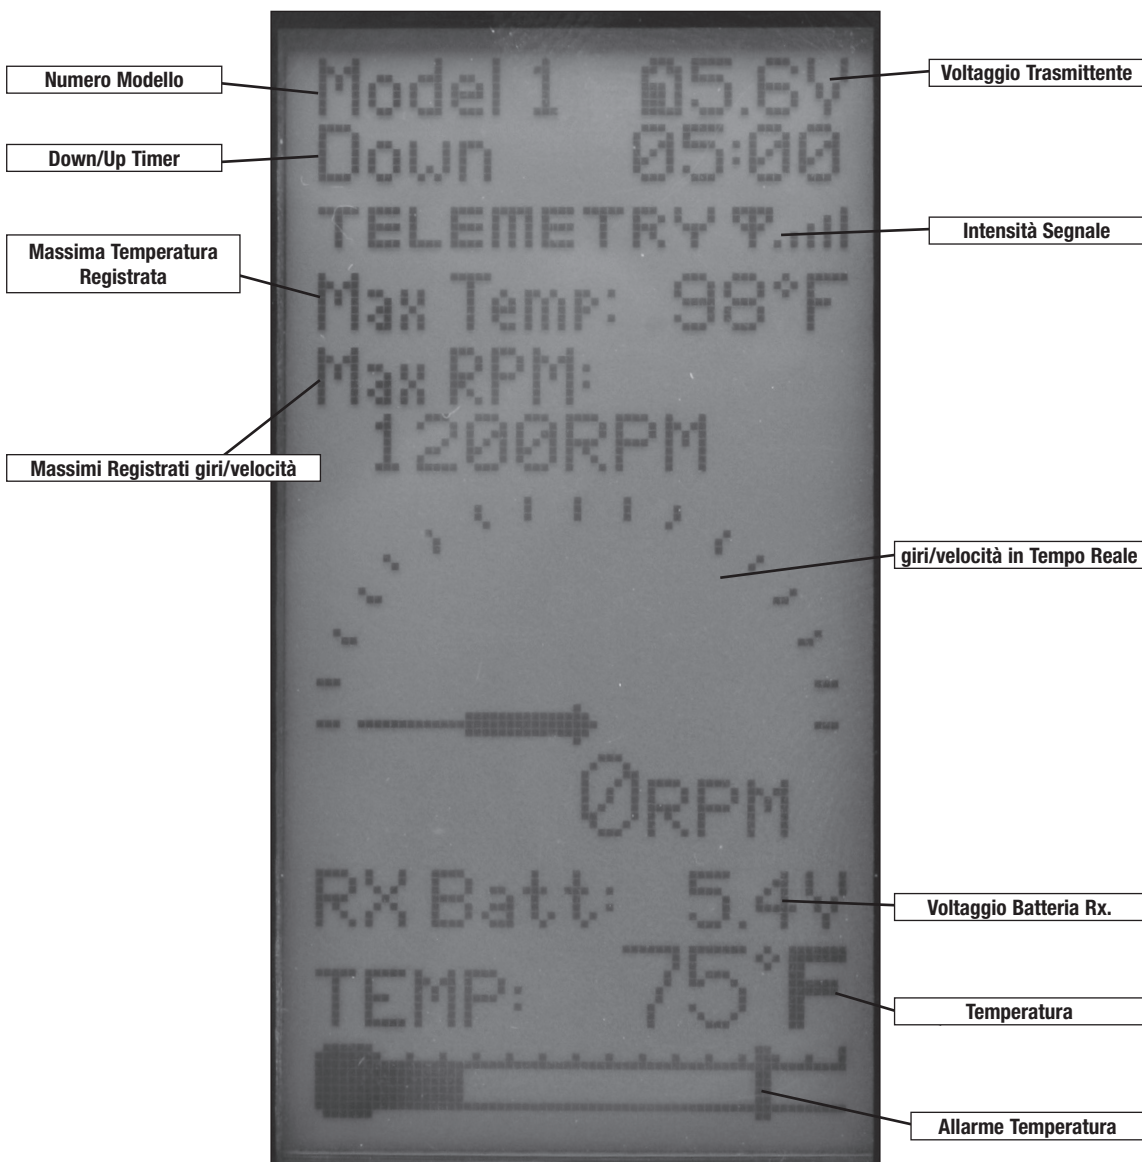 Numero Modello
Model 1 5.6V
Voltaggio Trasmittente
Down/Up Timer
Down 05:00
TELEMETRY
Intensità Segnale
Massima Temperatura
Registrata
Max Temp: 98°F
Max RPM:
1200RPM
Massimi Registrati giri/velocità
giri/velocità in Tempo Reale
0RPM
RX Batt: 5.4V
Voltaggio Batteria Rx.
TEMP: 75°F
Temperatura
Allarme Temperatura